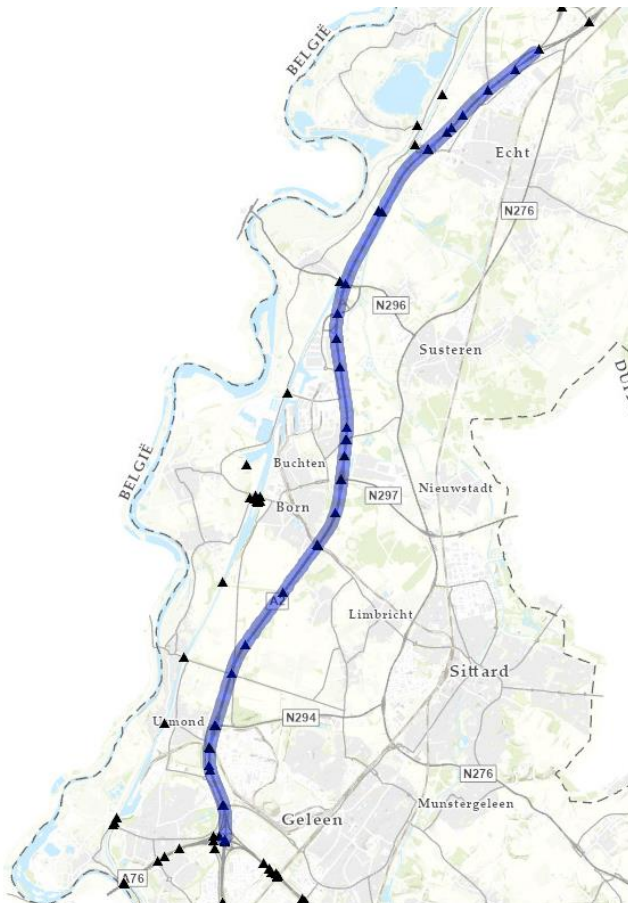 BELGIË
Echt
N276
N296
Susteren
BELGIË
Buchten
Born
N297
Nieuwstadt
A2
Limbricht
Sittard
Urmond
N294
N276
Munstergeleen
Geleen
A76